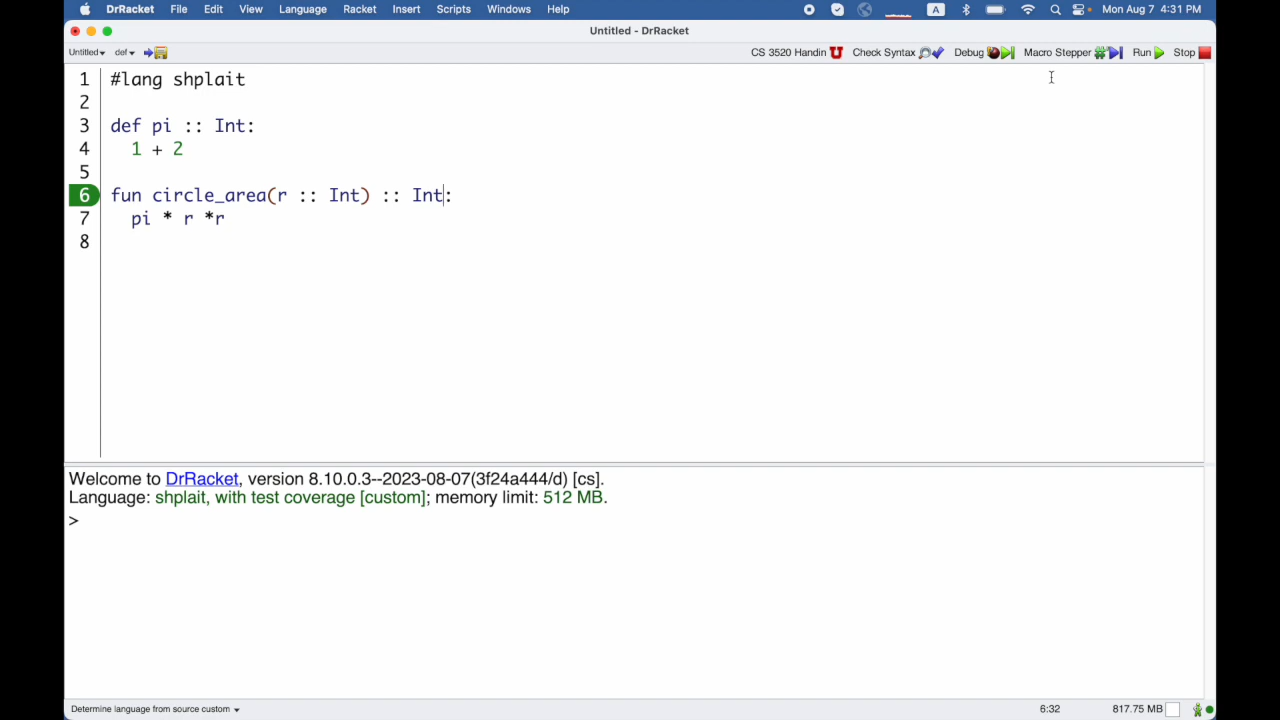 DrRacket File Edit View Language Racket Insert Scripts Windows Help A Mon Aug 7 4:31 PM
Untitled - DrRacket
Untitled def CS 3520 Handin Check Syntax Debug Macro Stepper Run Stop
1 #lang shplait
2
3 def pi :: Int:
4 1 + 2
5
6 fun circle_area(r :: Int) :: Int:
7 pi * r *r
8
Welcome to DrRacket, version 8.10.0.3--2023-08-07(3f24a444/d) [cs].
Language: shplait, with test coverage [custom]; memory limit: 512 MB.
>
Determine language from source custom 6:32 817.75 MB